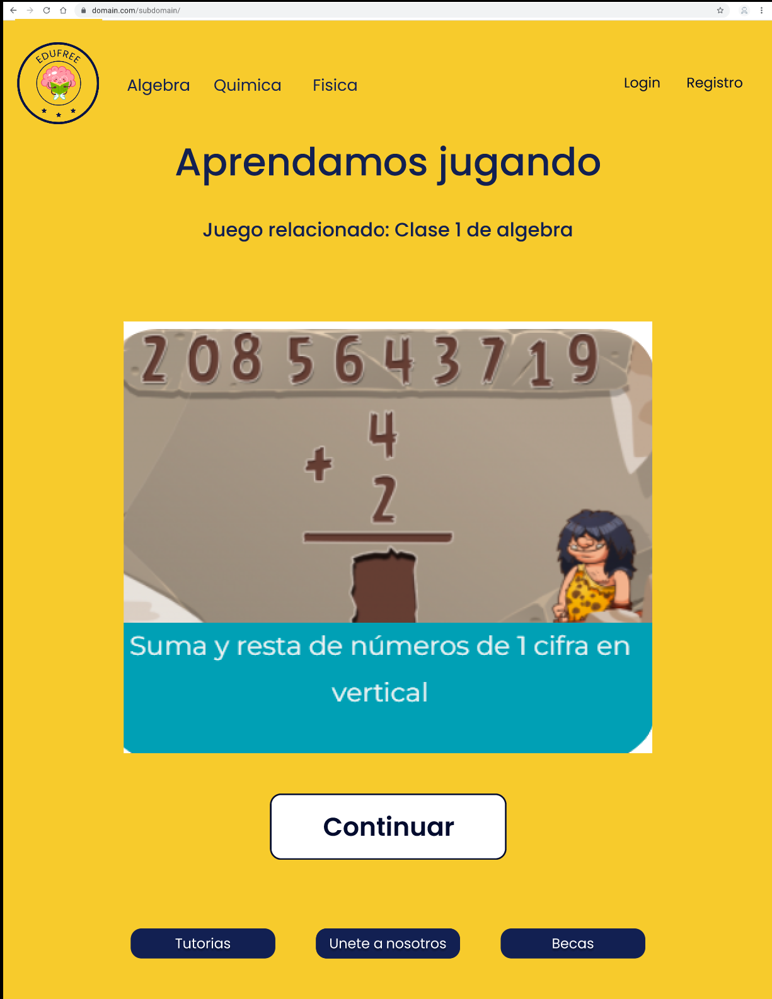 domain.com/subdomain/
EDUFREE
Algebra Quimica Fisica Login Registro
Aprendamos jugando
Juego relacionado: Clase 1 de algebra
2 0 8 5 6 4 3 7 1 9
4
+
2
Suma y resta de números de 1 cifra en
vertical
Continuar
Tutorias Unete a nosotros Becas